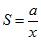 S = a/x